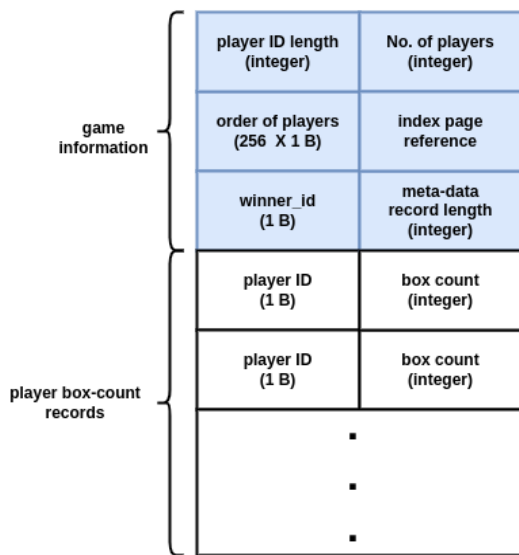 player ID length
(integer)
No. of players
(integer)
order of players
(256 X 1 B)
index page
reference
game
information
winner_id
(1 B)
meta-data
record length
(integer)
player ID
(1 B)
box count
(integer)
player ID
(1 B)
box count
(integer)
player box-count
records